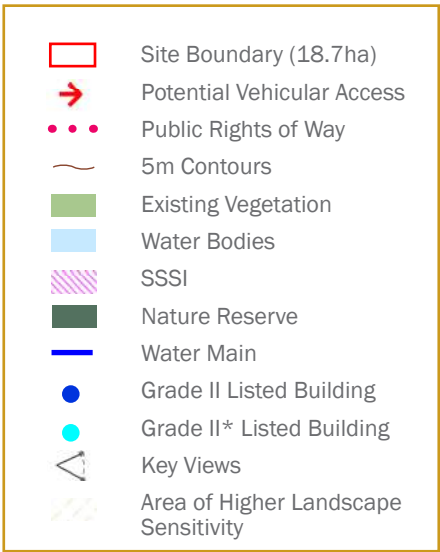 Site Boundary (18.7ha)
Potential Vehicular Access
Public Rights of Way
5m Contours
Existing Vegetation
Water Bodies
SSSI
Nature Reserve
Water Main
Grade II Listed Building
Grade II* Listed Building
Key Views
Area of Higher Landscape
Sensitivity